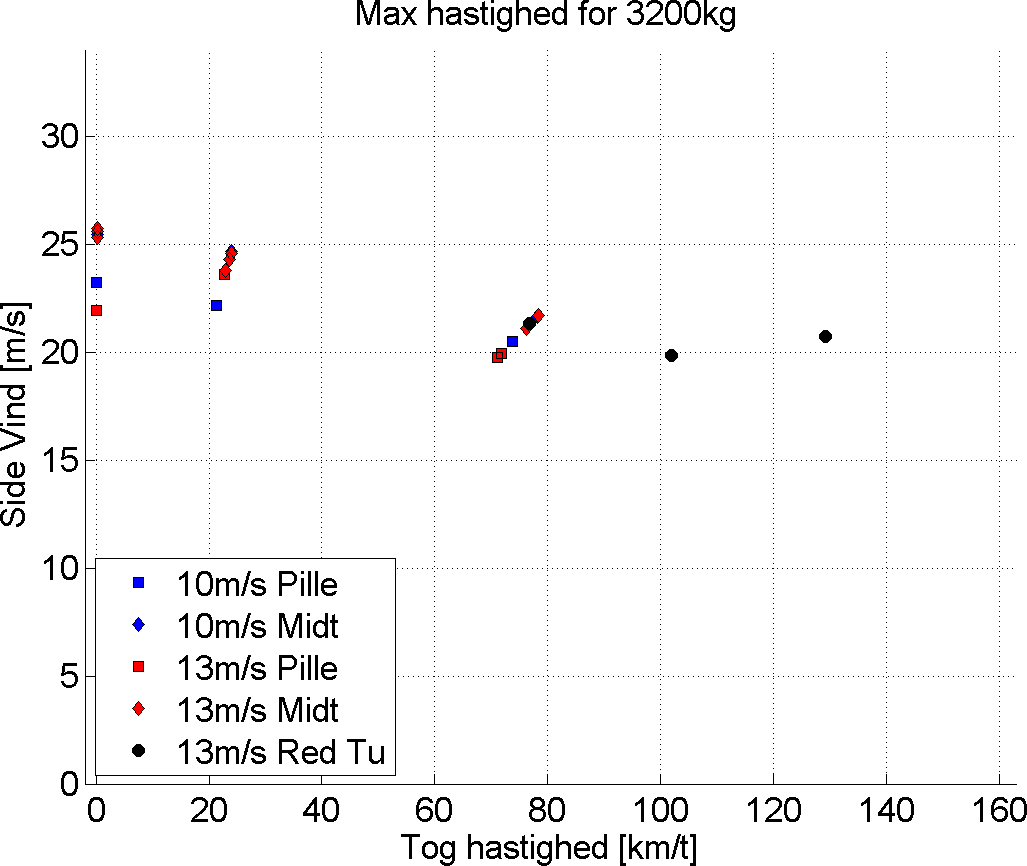 Max hastighed for 3200kg
Side Vind [m/s]
30
25
20
15
10
5
0
10m/s Pille
10m/s Midt
13m/s Pille
13m/s Midt
13m/s Red Tu
0 20 40 60 80 100 120 140 160
Tog hastighed [km/t]